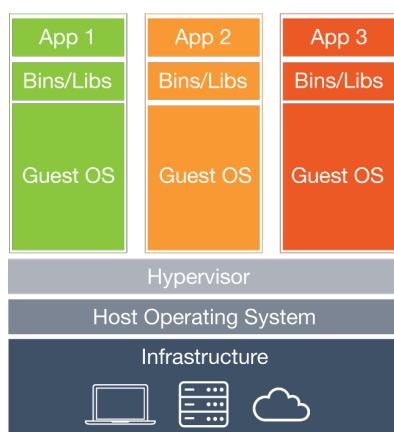 App 1 App 2 App 3
Bins/Libs Bins/Libs Bins/Libs
Guest OS Guest OS Guest OS
Hypervisor
Host Operating System
Infrastructure